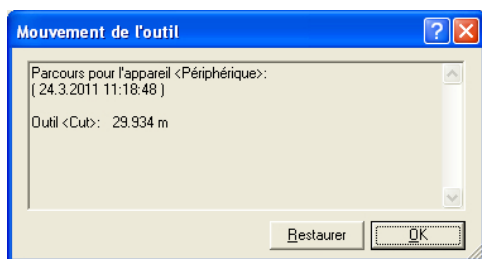 Mouvement de l'outil
Parcours pour l'appareil <Périphérique>:
( 24.3.2011 11:18:48 )
Outil <Cut>: 29.934 m
Restaurer
OK